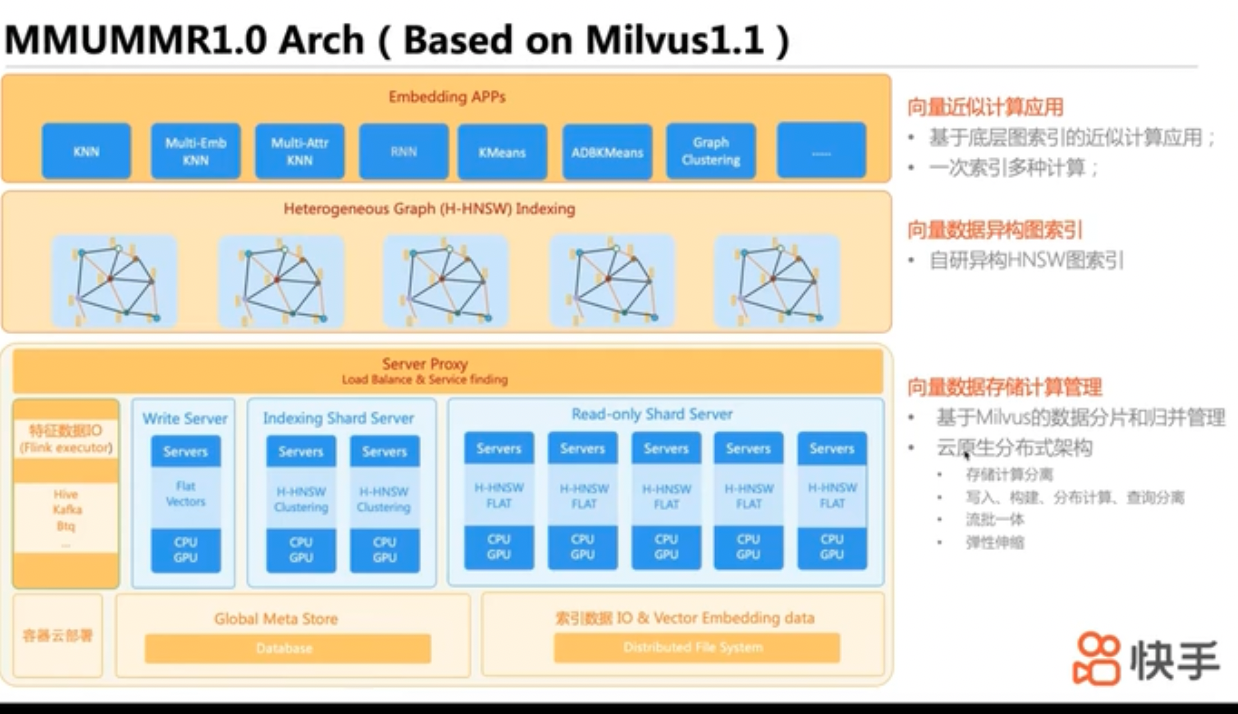 MMUMMR1.0 Arch ( Based on Milvus1.1 )
Embedding APPs
KNN
Multi-Emb
KNN
Multi-Attr
KNN
RNN
KMeans
ADBKMeans
Graph
Clustering
......
向量近似计算应用
• 基于底层图索引的近似计算应用；
• 一次索引多种计算；
Heterogeneous Graph (H-HNSW) Indexing
向量数据异构图索引
• 自研异构HNSW图索引
Server Proxy
Load Balance & Service finding
特征数据IO
(Flink executor)
Hive
Kafka
Btq
...
Write Server
Servers
Flat
Vectors
CPU
GPU
Indexing Shard Server
Servers
H-HNSW
Clustering
CPU
GPU
Servers
H-HNSW
Clustering
CPU
GPU
Read-only Shard Server
Servers
H-HNSW
FLAT
CPU
GPU
Servers
H-HNSW
FLAT
CPU
GPU
Servers
H-HNSW
FLAT
CPU
GPU
Servers
H-HNSW
FLAT
CPU
GPU
Servers
H-HNSW
FLAT
CPU
GPU
向量数据存储计算管理
• 基于Milvus的数据分片和归并管理
• 云原生分布式架构
• 存储计算分离
• 写入、构建、分布计算、查询分离
• 流批一体
• 弹性伸缩
容器云部署
Global Meta Store
Database
索引数据 IO & Vector Embedding data
Distributed File System
快手